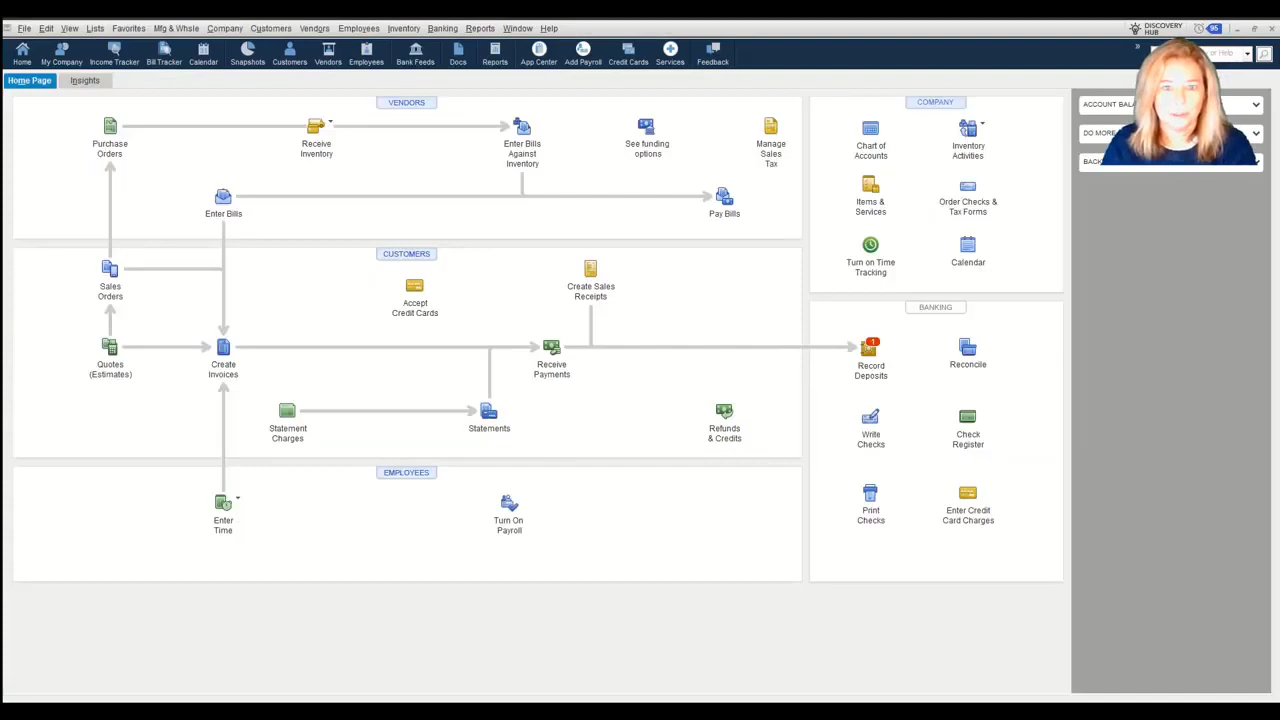 File Edit View Lists Favorites Mfg & Whsle Company Customers Vendors Employees Inventory Banking Reports Window Help
DISCOVERY
HUB
95
Home My Company Income Tracker Bill Tracker Calendar Snapshots Customers Vendors Employees Bank Feeds Docs Reports App Center Add Payroll Credit Cards Services Feedback
» or Help
Home Page Insights
VENDORS
Purchase
Orders
Receive
Inventory
Enter Bills
Against
Inventory
See funding
options
Manage
Sales
Tax
Enter Bills
Pay Bills
CUSTOMERS
Sales
Orders
Accept
Credit Cards
Create Sales
Receipts
Quotes
(Estimates)
Create
Invoices
Receive
Payments
Statement
Charges
Statements
Refunds
& Credits
EMPLOYEES
Enter
Time
Turn On
Payroll
COMPANY
Chart of
Accounts
Inventory
Activities
Items &
Services
Order Checks &
Tax Forms
Turn on Time
Tracking
Calendar
BANKING
1
Record
Deposits
Reconcile
Write
Checks
Check
Register
Print
Checks
Enter Credit
Card Charges
ACCOUNT
DO MORE